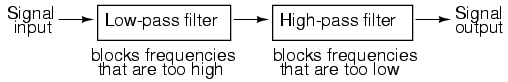 Signal
input
Low-pass filter
High-pass filter
Signal
output
blocks frequencies
that are too high
blocks frequencies
that are too low